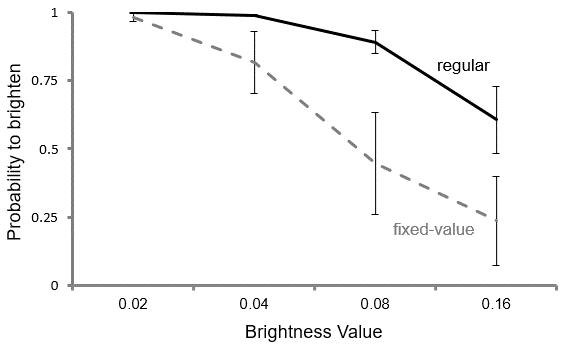 1
0.75
0.5
0.25
0
Probability to brighten
regular
fixed-value
0.02 0.04 0.08 0.16
Brightness Value